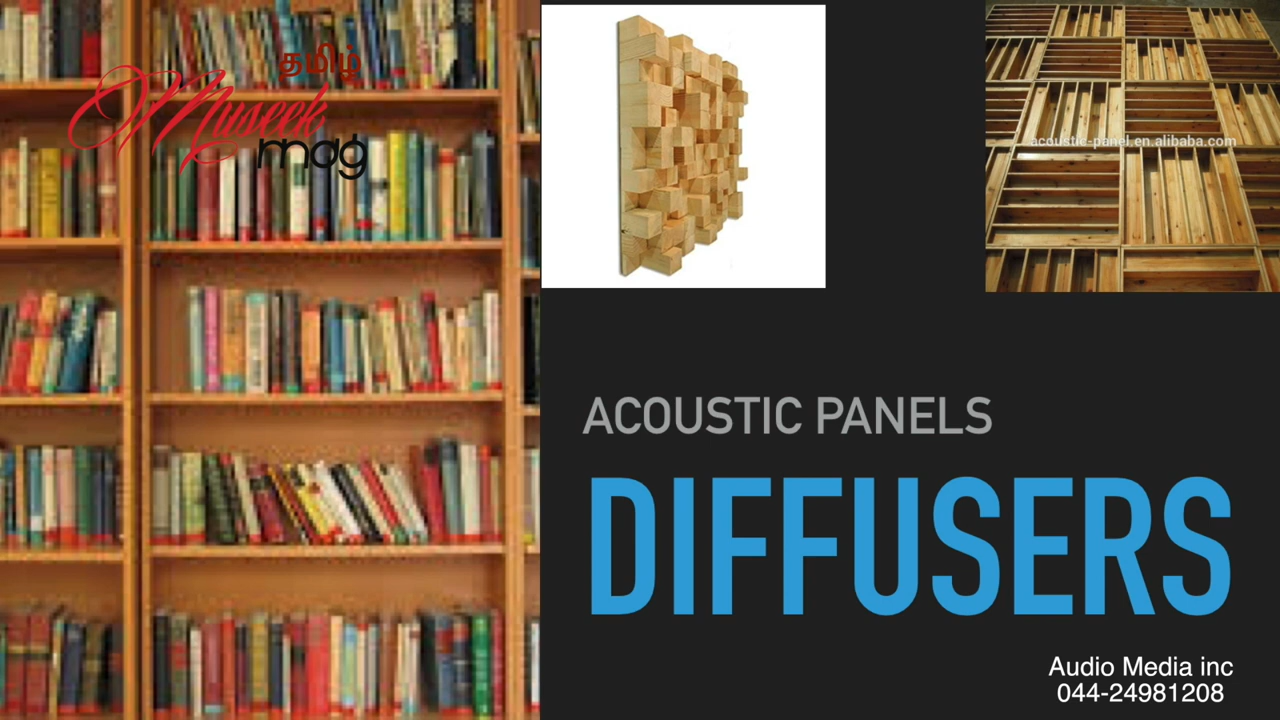 தமிழ்
Museek
mag
acoustic-panel.en.alibaba.com
ACOUSTIC PANELS
DIFFUSERS
Audio Media inc
044-24981208